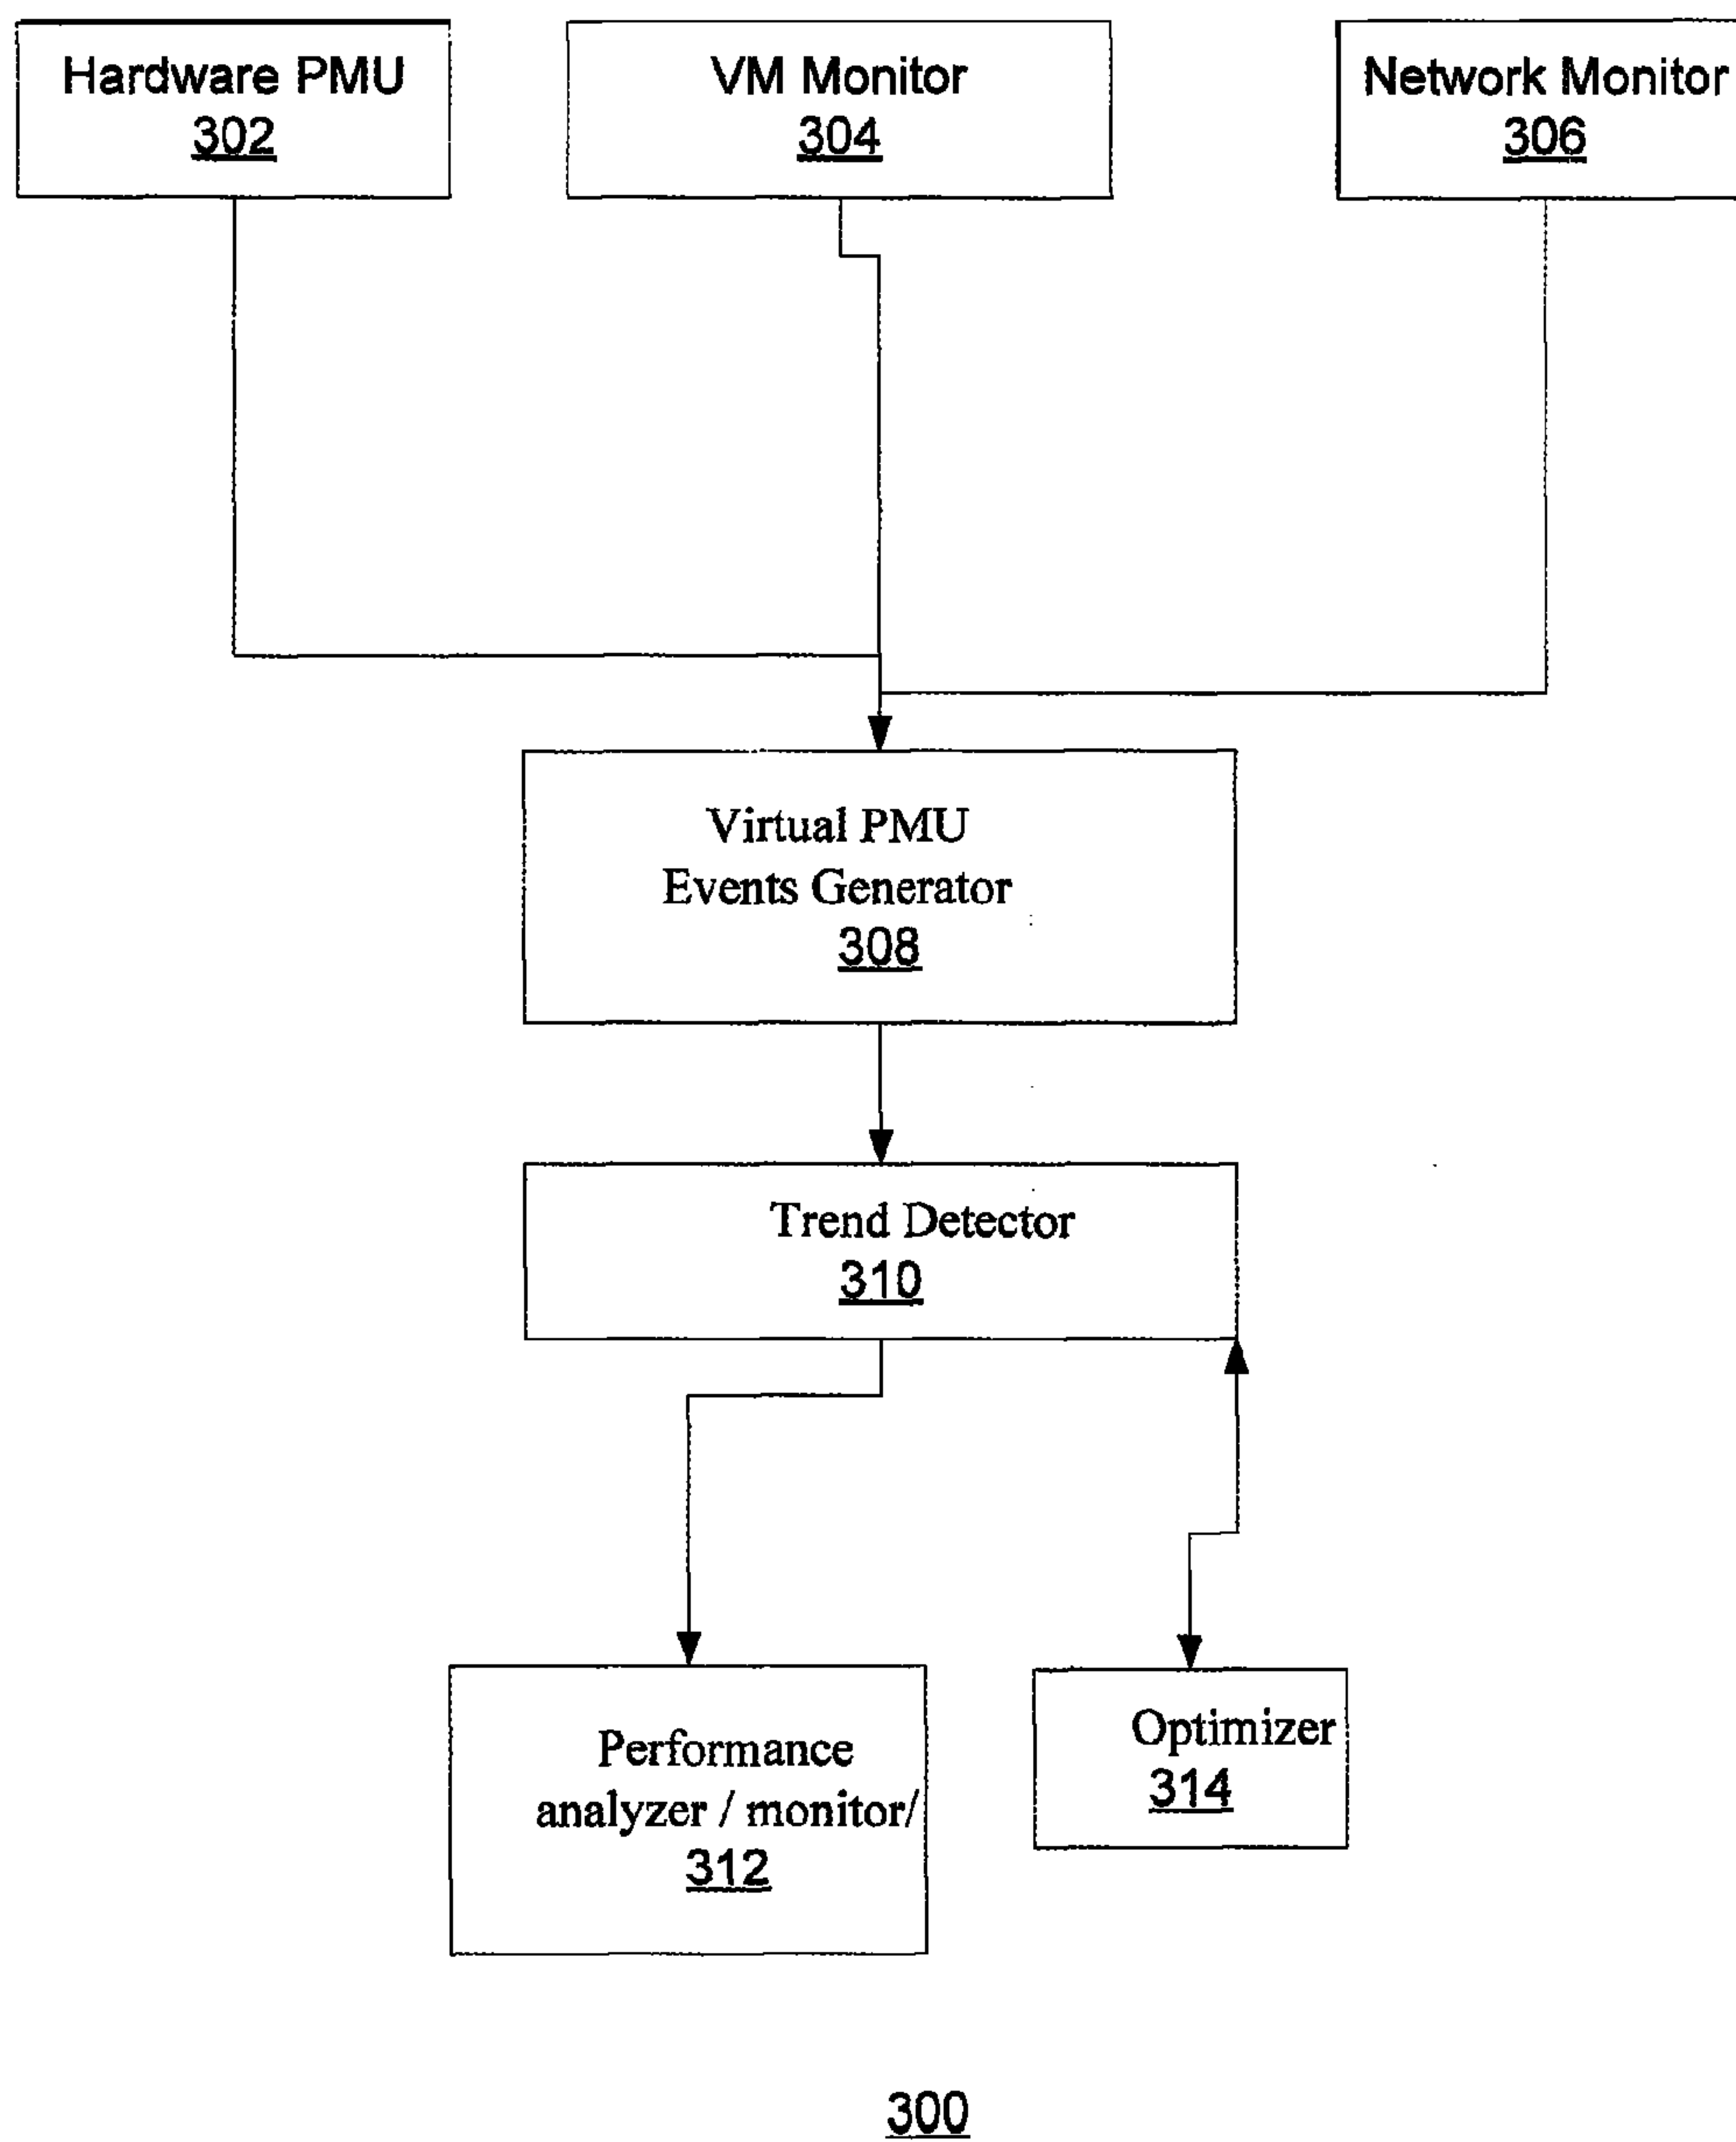 Hardware PMU
302
VM Monitor
304
Network Monitor
306
Virtual PMU
Events Generator
308
Trend Detector
310
Performance
analyzer / monitor/
312
Optimizer
314
300